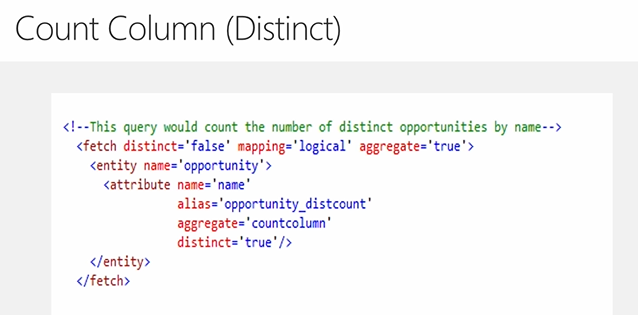 Count Column (Distinct)
<!--This query would count the number of distinct opportunities by name-->
<fetch distinct='false' mapping='logical' aggregate='true'>
<entity name='opportunity'>
<attribute name='name'
alias='opportunity_distcount'
aggregate='countcolumn'
distinct='true'/>
</entity>
</fetch>